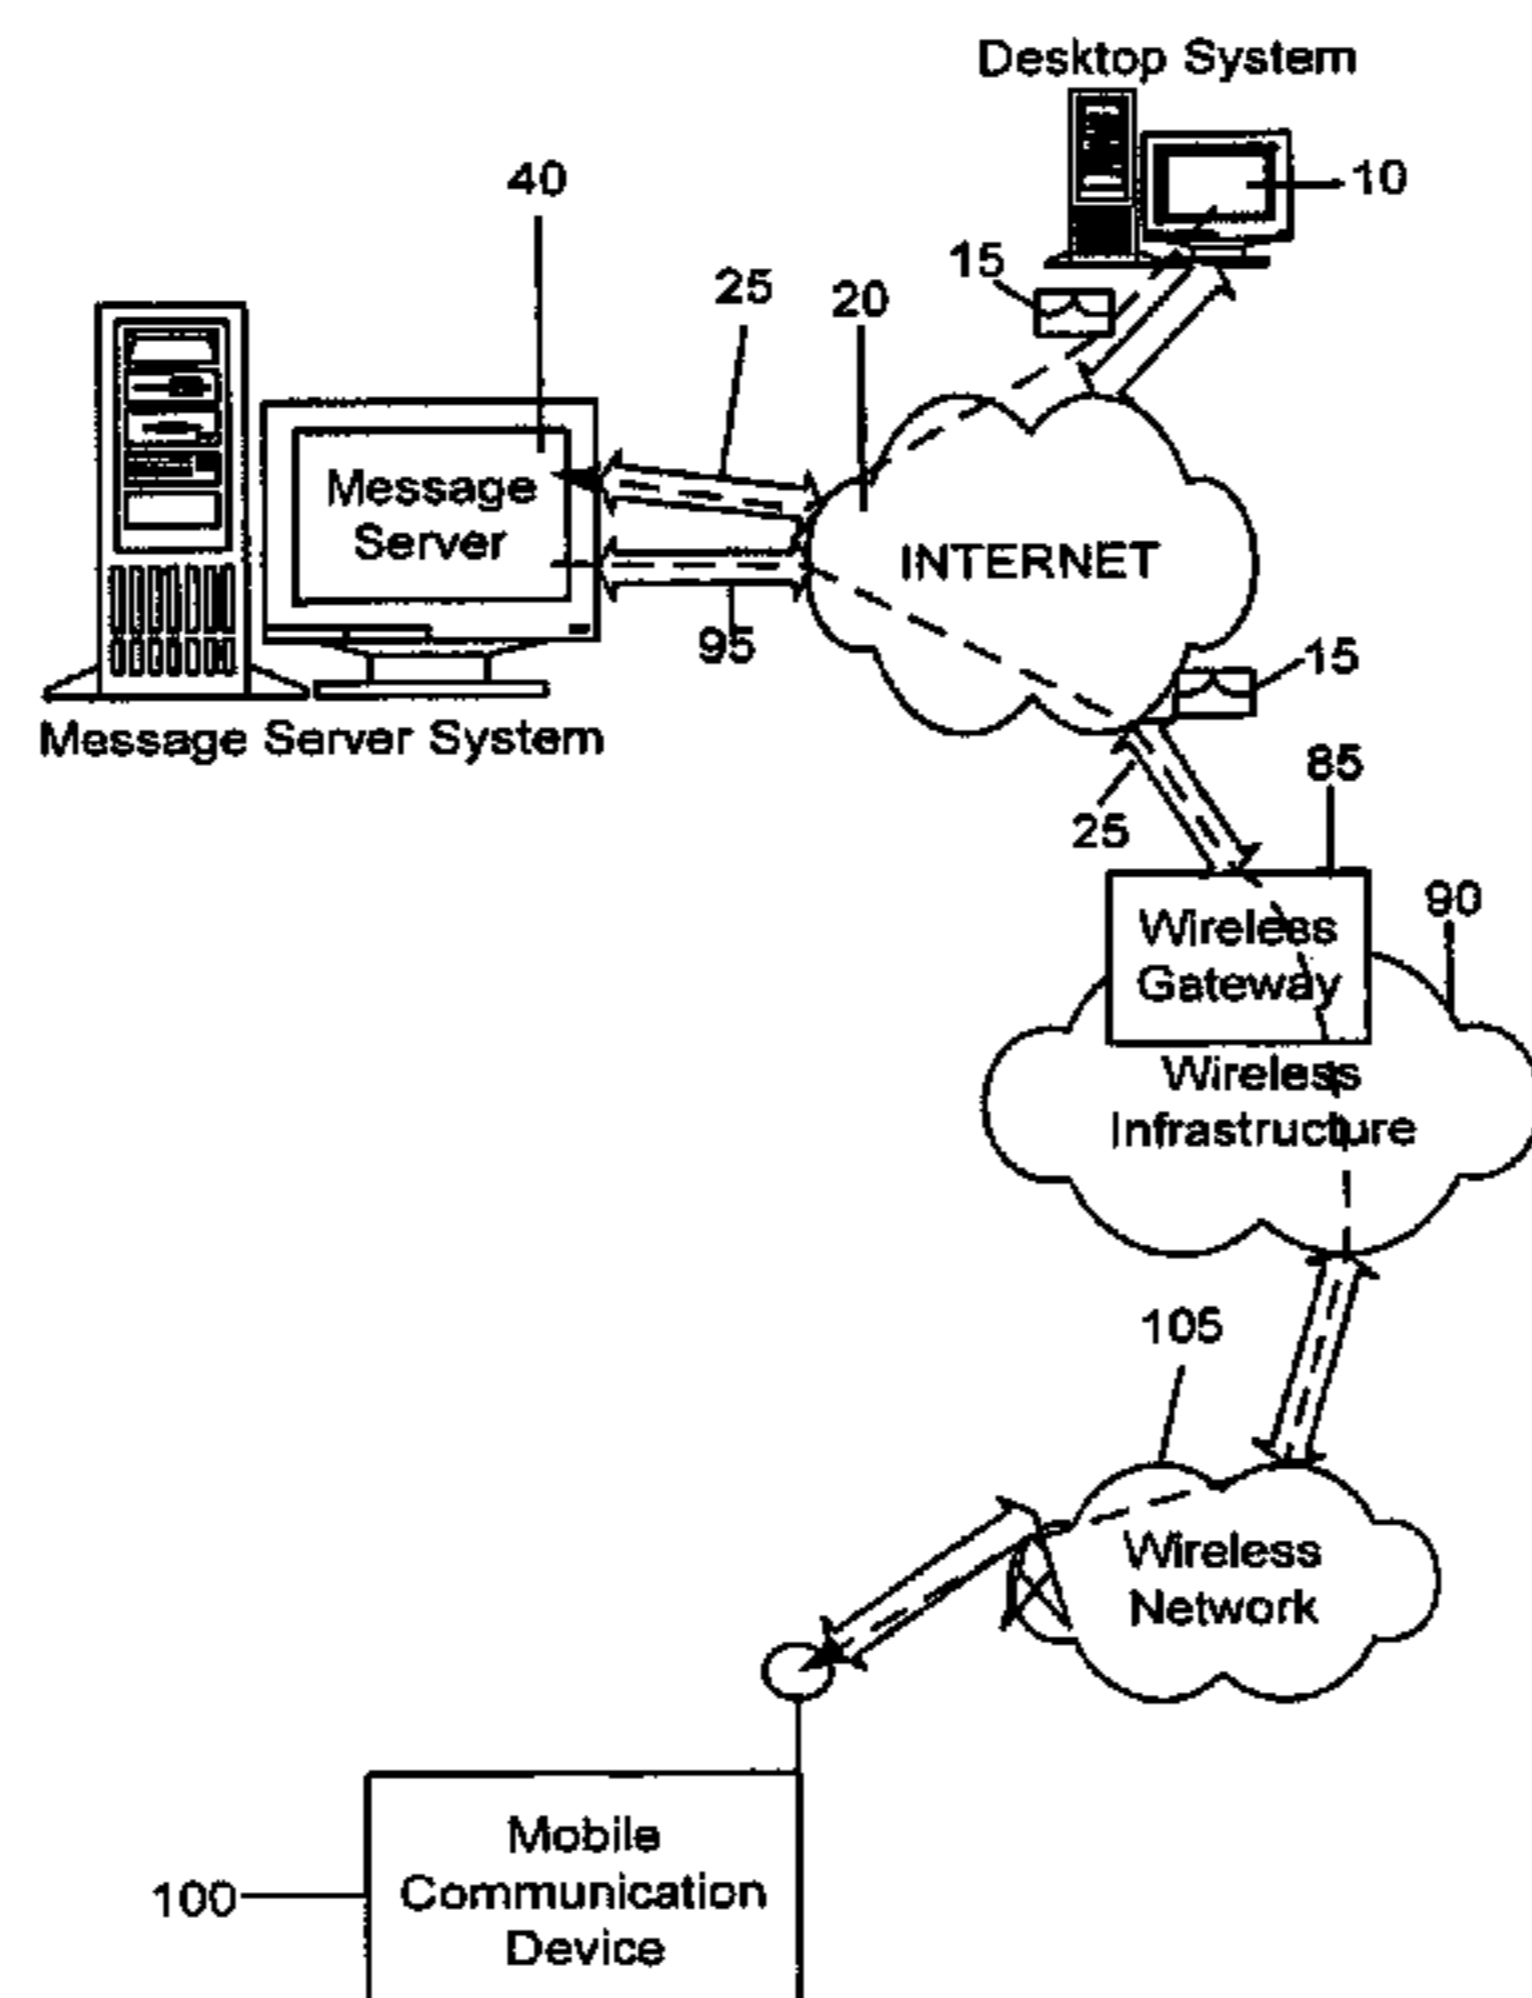 Desktop System
40
10
15
25
20
Message
Server
INTERNET
95
15
Message Server System
85
25
90
Wireless
Gateway
Wireless
Infrastructure
105
Wireless
Network
Mobile
100
Communication
Device